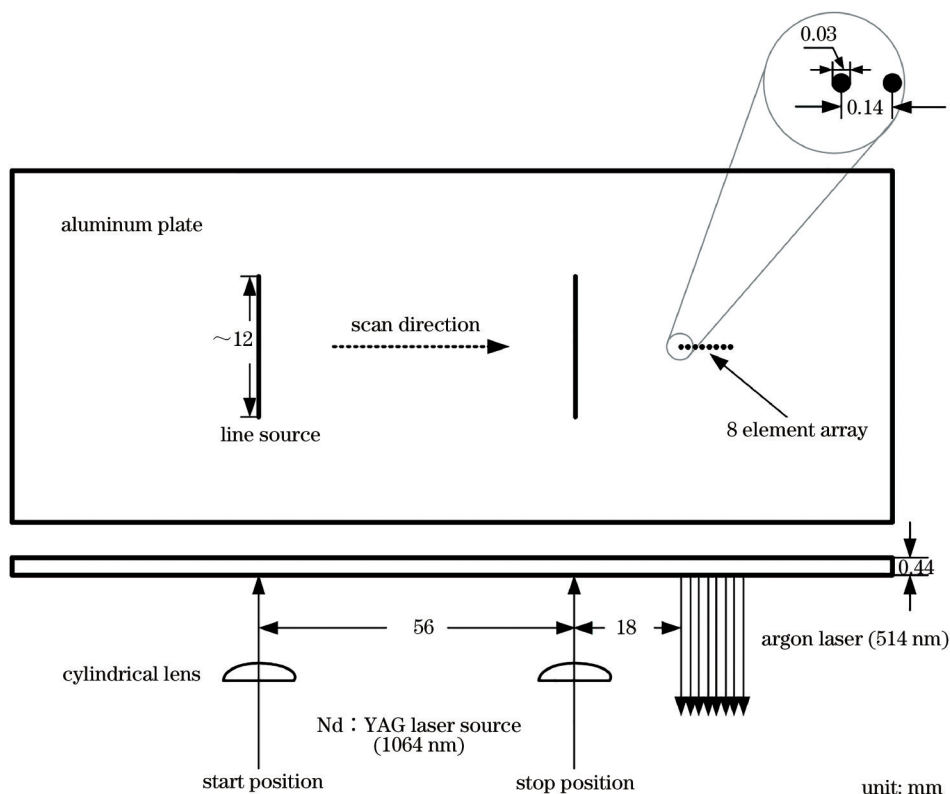 0.03
0.14
aluminum plate
~12
scan direction
line source
8 element array
0.44
56
18
argon laser (514 nm)
cylindrical lens
Nd：YAG laser source
(1064 nm)
start position
stop position
unit: mm